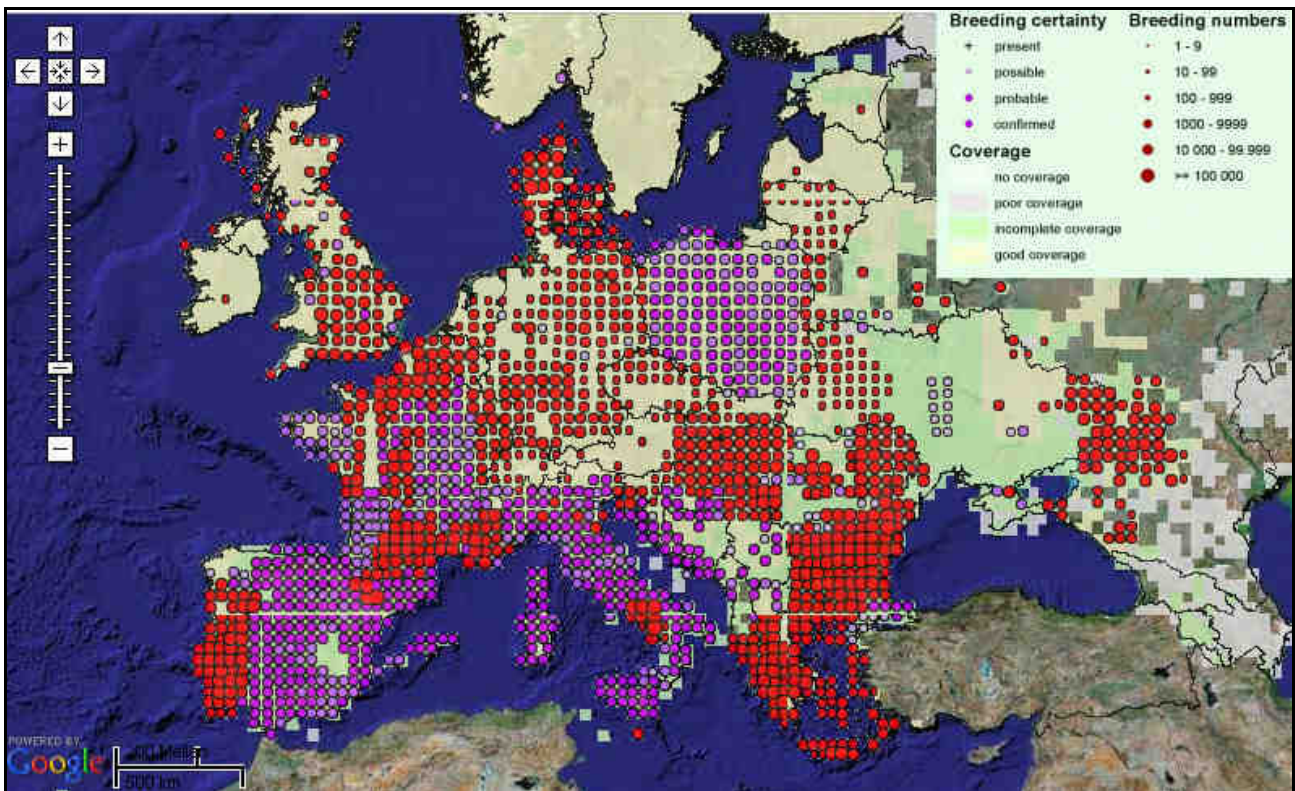 Breeding certainty
present
possible
probable
confirmed
Coverage
no coverage
poor coverage
incomplete coverage
good coverage
Breeding numbers
1 - 9
10 - 99
100 - 999
1000 - 9999
10 000 - 99 999
>= 100 000
POWERED BY
Google
500 km